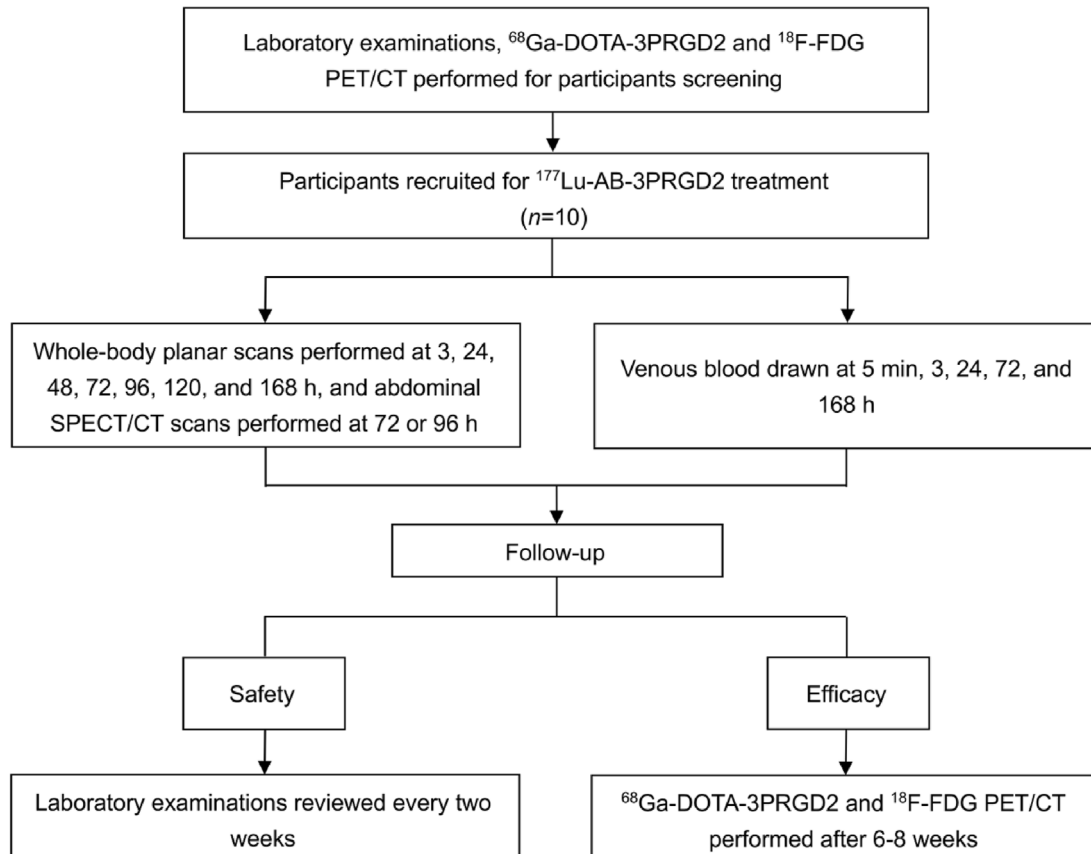 Laboratory examinations, ⁶⁸Ga-DOTA-3PRGD2 and ¹⁸F-FDG
PET/CT performed for participants screening
Participants recruited for ¹⁷⁷Lu-AB-3PRGD2 treatment
(n=10)
Whole-body planar scans performed at 3, 24,
48, 72, 96, 120, and 168 h, and abdominal
SPECT/CT scans performed at 72 or 96 h
Venous blood drawn at 5 min, 3, 24, 72, and
168 h
Follow-up
Safety
Efficacy
Laboratory examinations reviewed every two
weeks
⁶⁸Ga-DOTA-3PRGD2 and ¹⁸F-FDG PET/CT
performed after 6-8 weeks